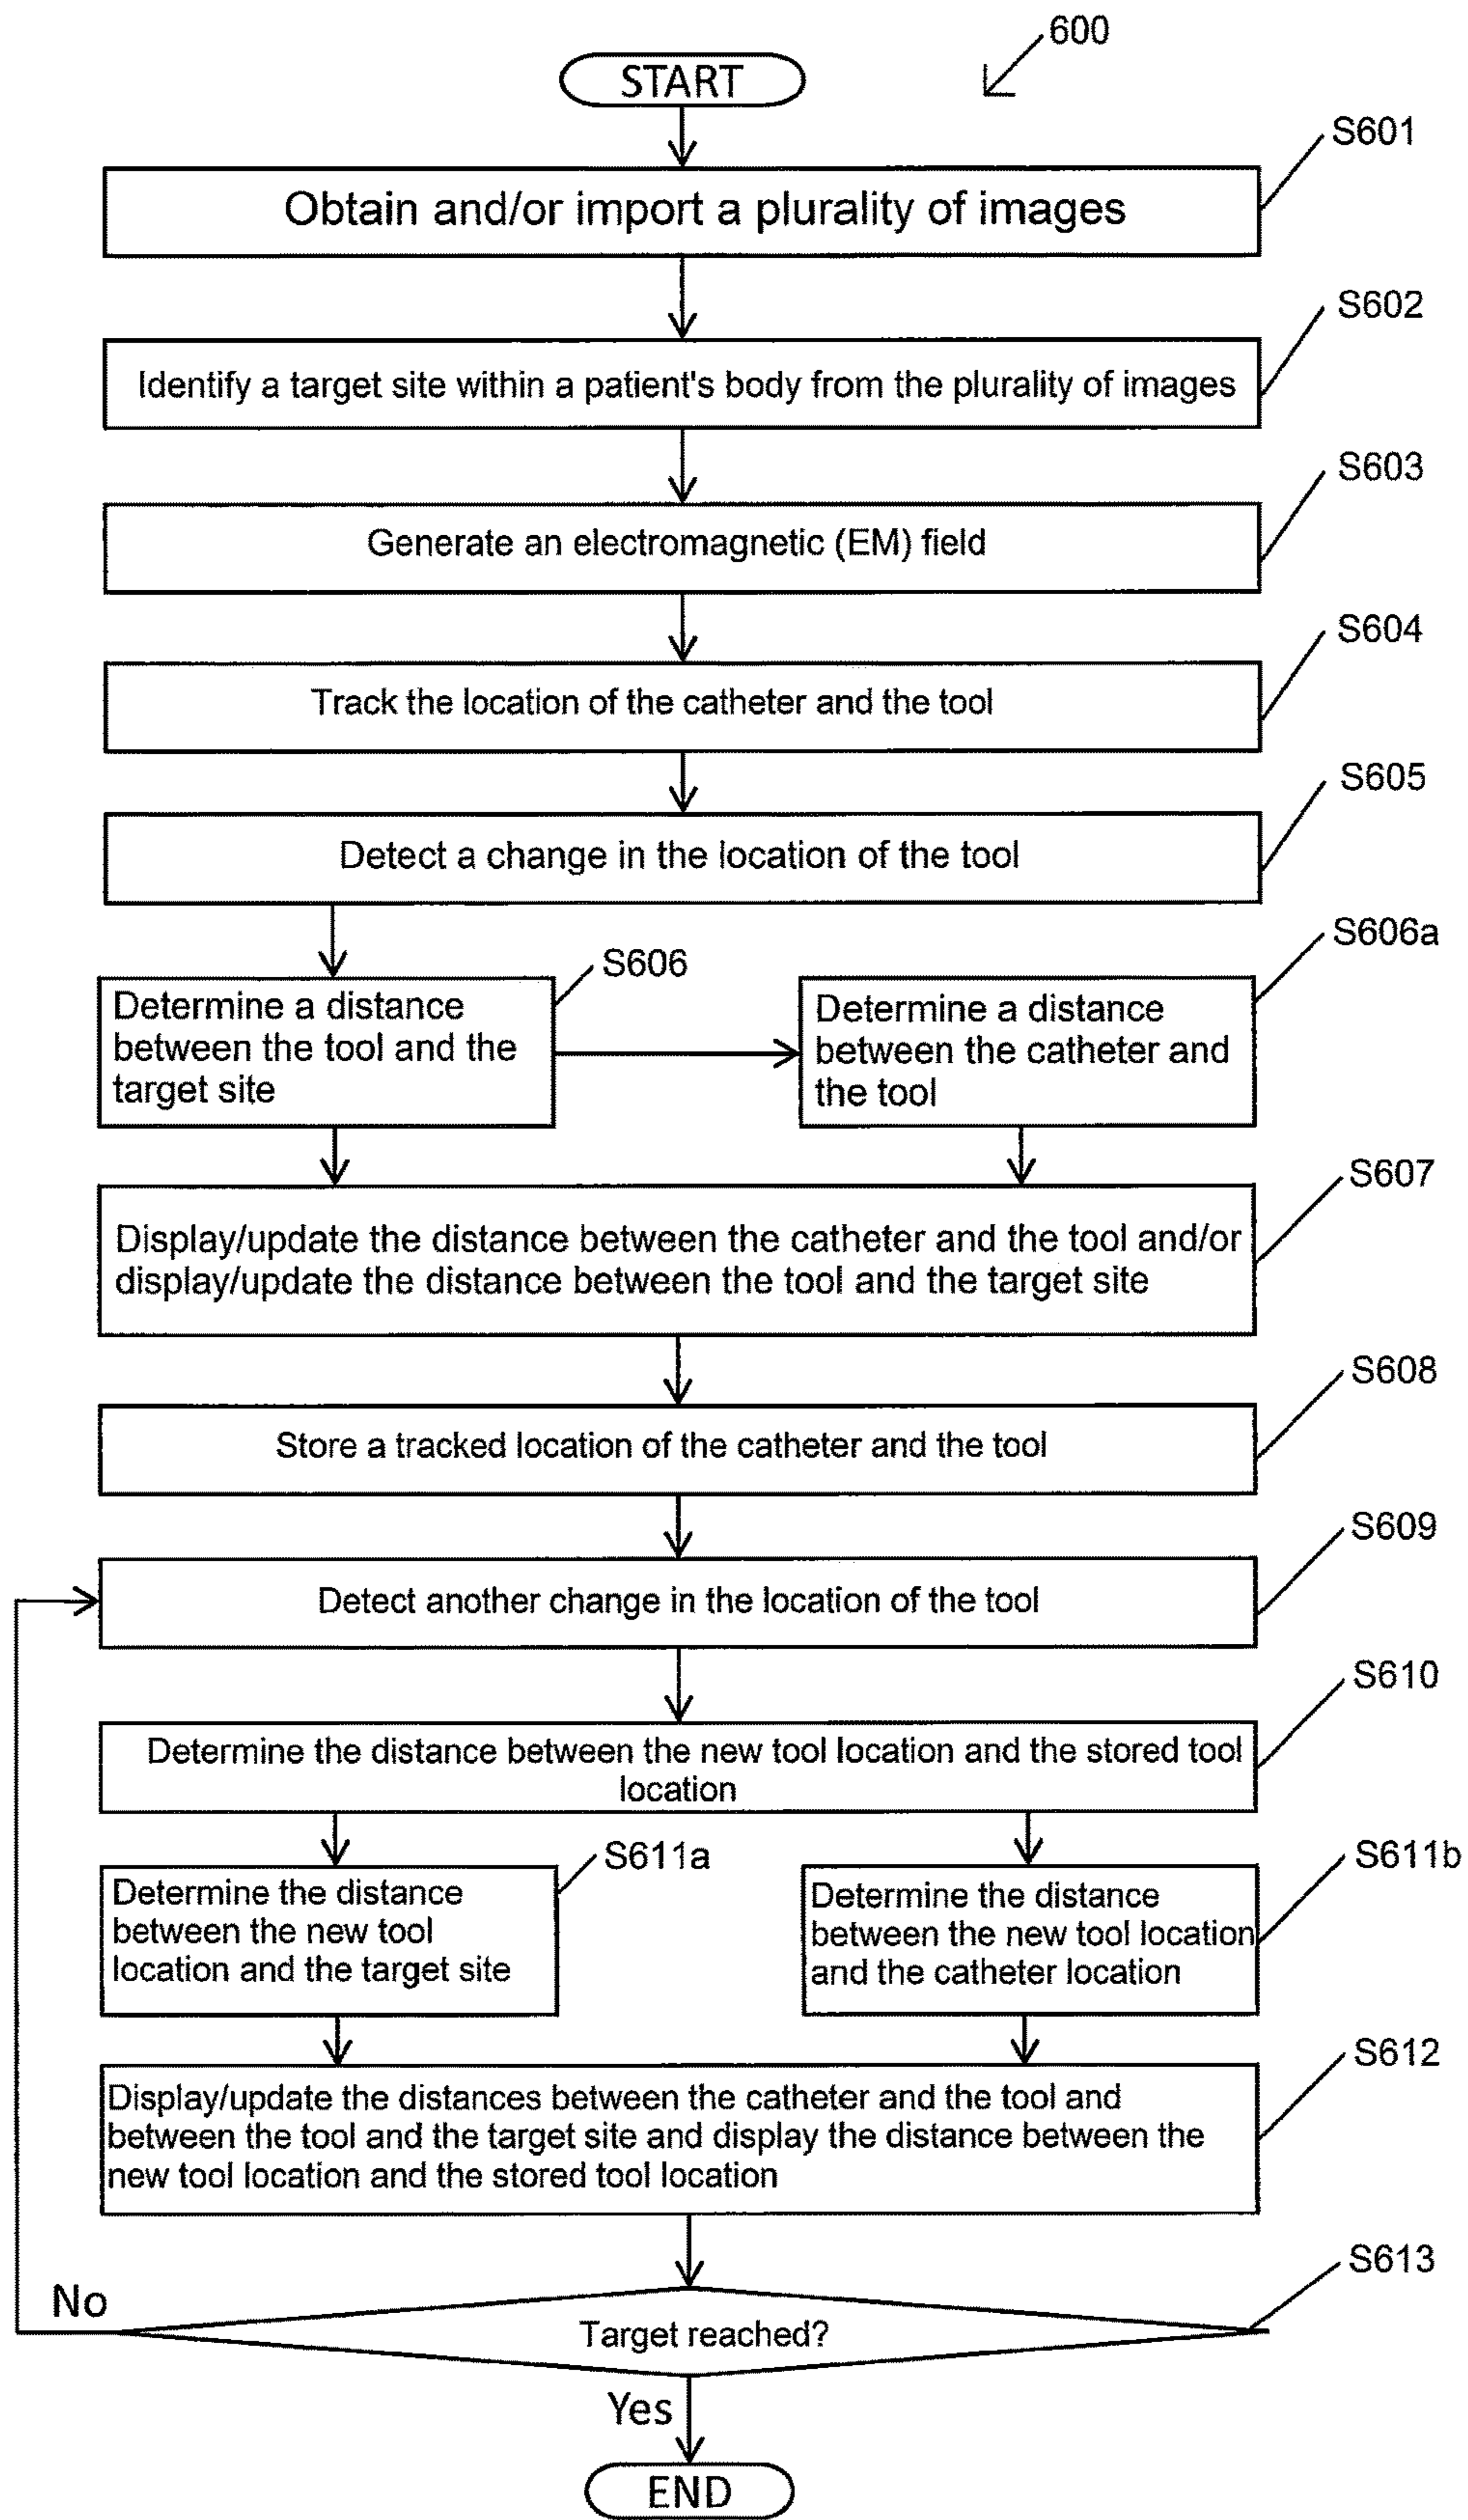 600
START
S601
Obtain and/or import a plurality of images
S602
Identify a target site within a patient's body from the plurality of images
S603
Generate an electromagnetic (EM) field
S604
Track the location of the catheter and the tool
S605
Detect a change in the location of the tool
S606a
S606
Determine a distance
between the tool and the
target site
Determine a distance
between the catheter and
the tool
S607
Display/update the distance between the catheter and the tool and/or
display/update the distance between the tool and the target site
S608
Store a tracked location of the catheter and the tool
S609
Detect another change in the location of the tool
S610
Determine the distance between the new tool location and the stored tool
location
S611a
S611b
Determine the distance
between the new tool
location and the target site
Determine the distance
between the new tool location
and the catheter location
S612
Display/update the distances between the catheter and the tool and
between the tool and the target site and display the distance between the
new tool location and the stored tool location
S613
No
Target reached?
Yes
END